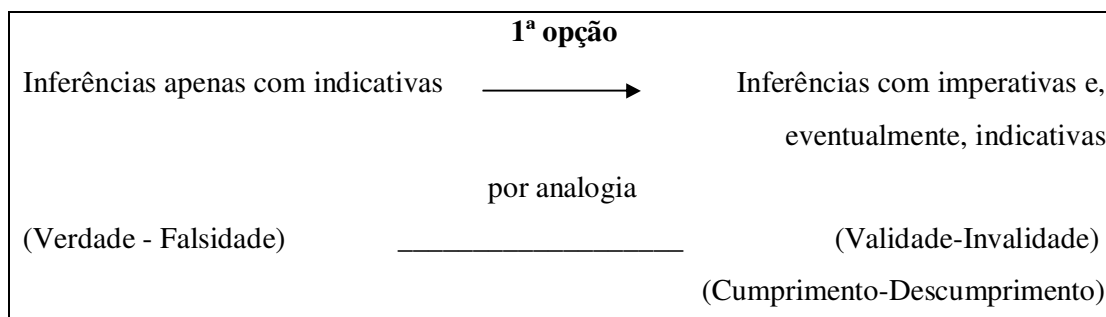 1ª opção
Inferências apenas com indicativas Inferências com imperativas e,
eventualmente, indicativas
por analogia
(Verdade - Falsidade) ___________________ (Validade-Invalidade)
(Cumprimento-Descumprimento)